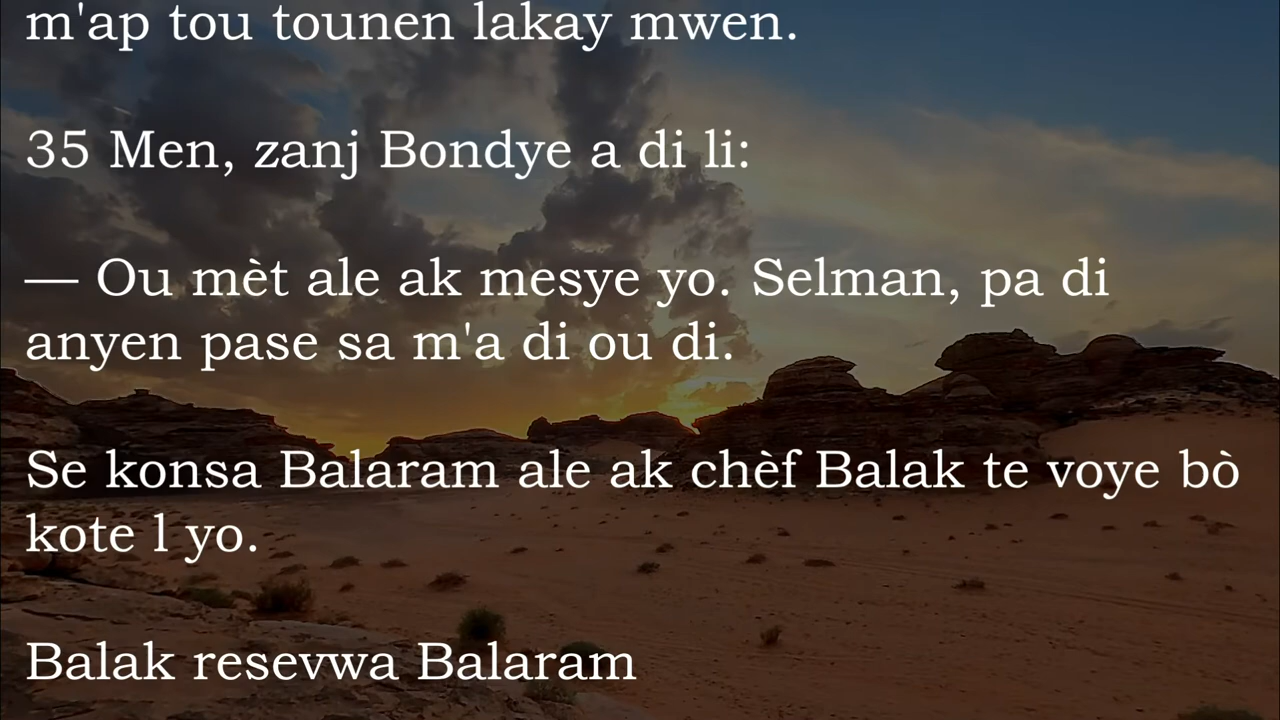 m'ap tou tounen lakay mwen.
35 Men, zanj Bondye a di li:
— Ou mèt ale ak mesye yo. Selman, pa di
anyen pase sa m'a di ou di.
Se konsa Balaram ale ak chèf Balak te voye bò
kote l yo.
Balak resevwa Balaram